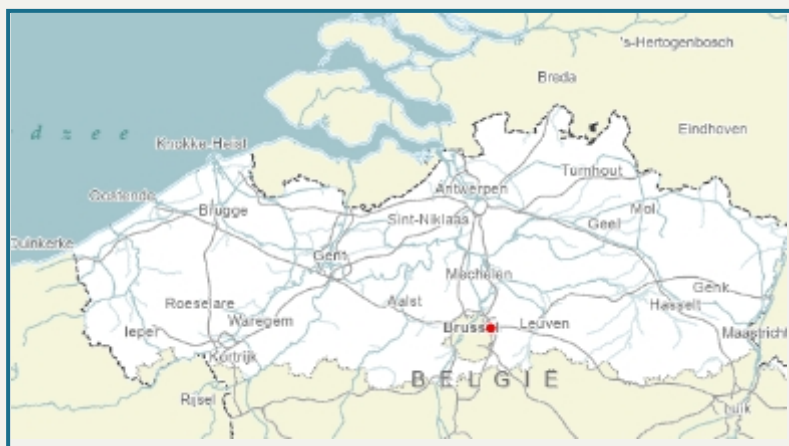 's-Hertogenbosch
Breda
dzee
Eindhoven
Knokke-Heist
Turnhout
Antwerpen
Oostende
Mol
Brugge
Sint-Niklaas
Geel
Duinkerke
Gent
Mechelen
Genk
Roeselare
Aalst
Hasselt
Waregem
Brussel
Leuven
Ieper
Maastricht
Kortrijk
BELGIË
Rijsel
Luik